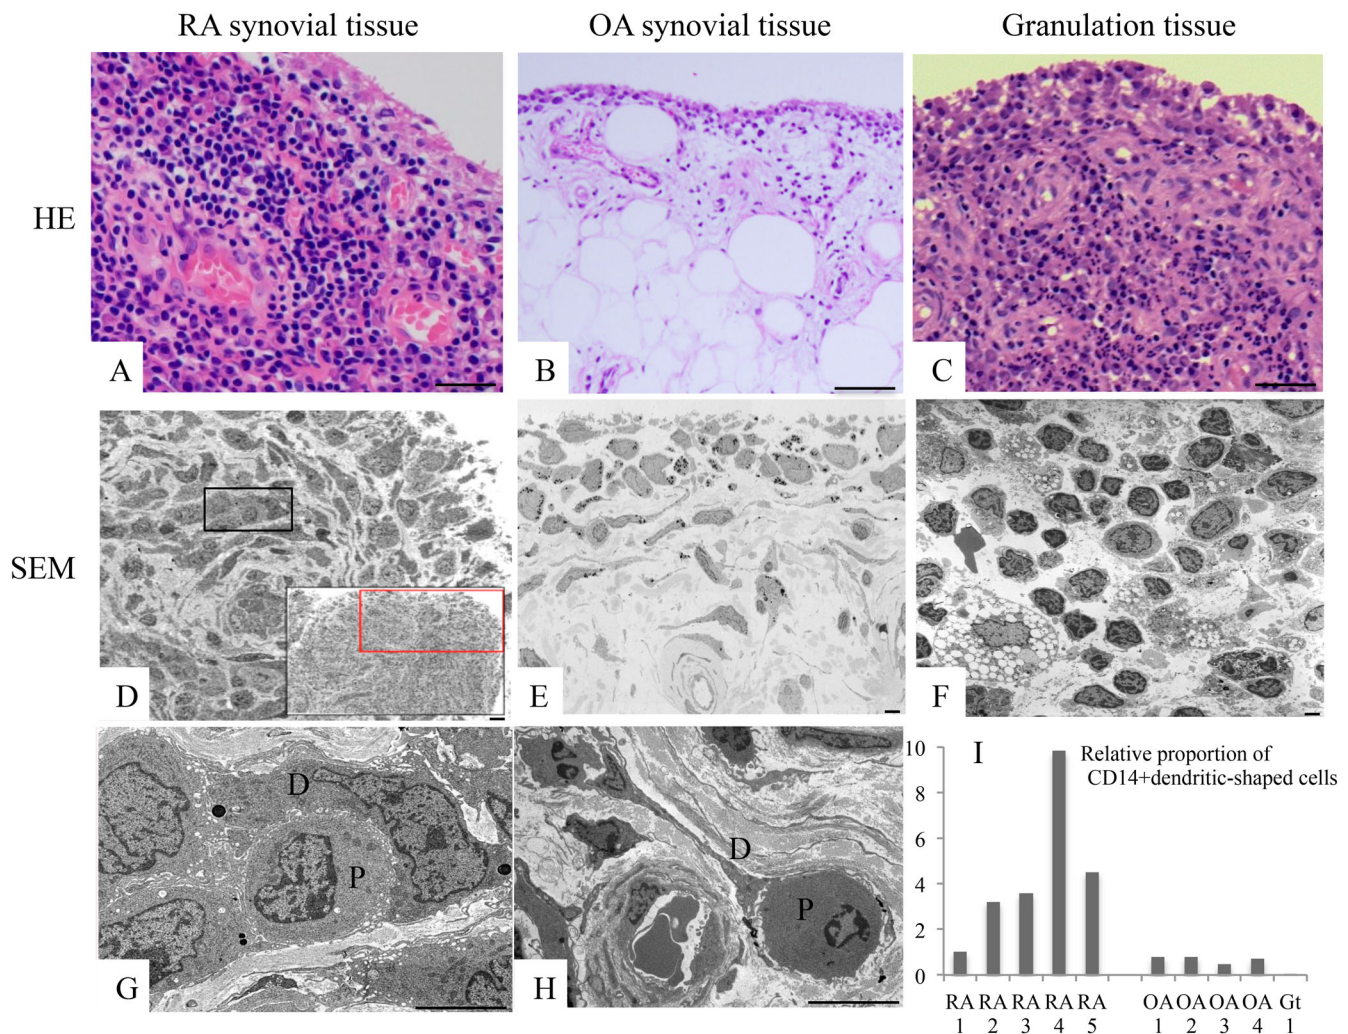 RA synovial tissue
OA synovial tissue
Granulation tissue
HE
A
B
C
SEM
D
E
F
D
P
G
D
P
H
I
Relative proportion of
CD14+dendritic-shaped cells
10
8
6
4
2
0
RA RA RA RA RA OA OA OA OA Gt
1 2 3 4 5 1 2 3 4 1